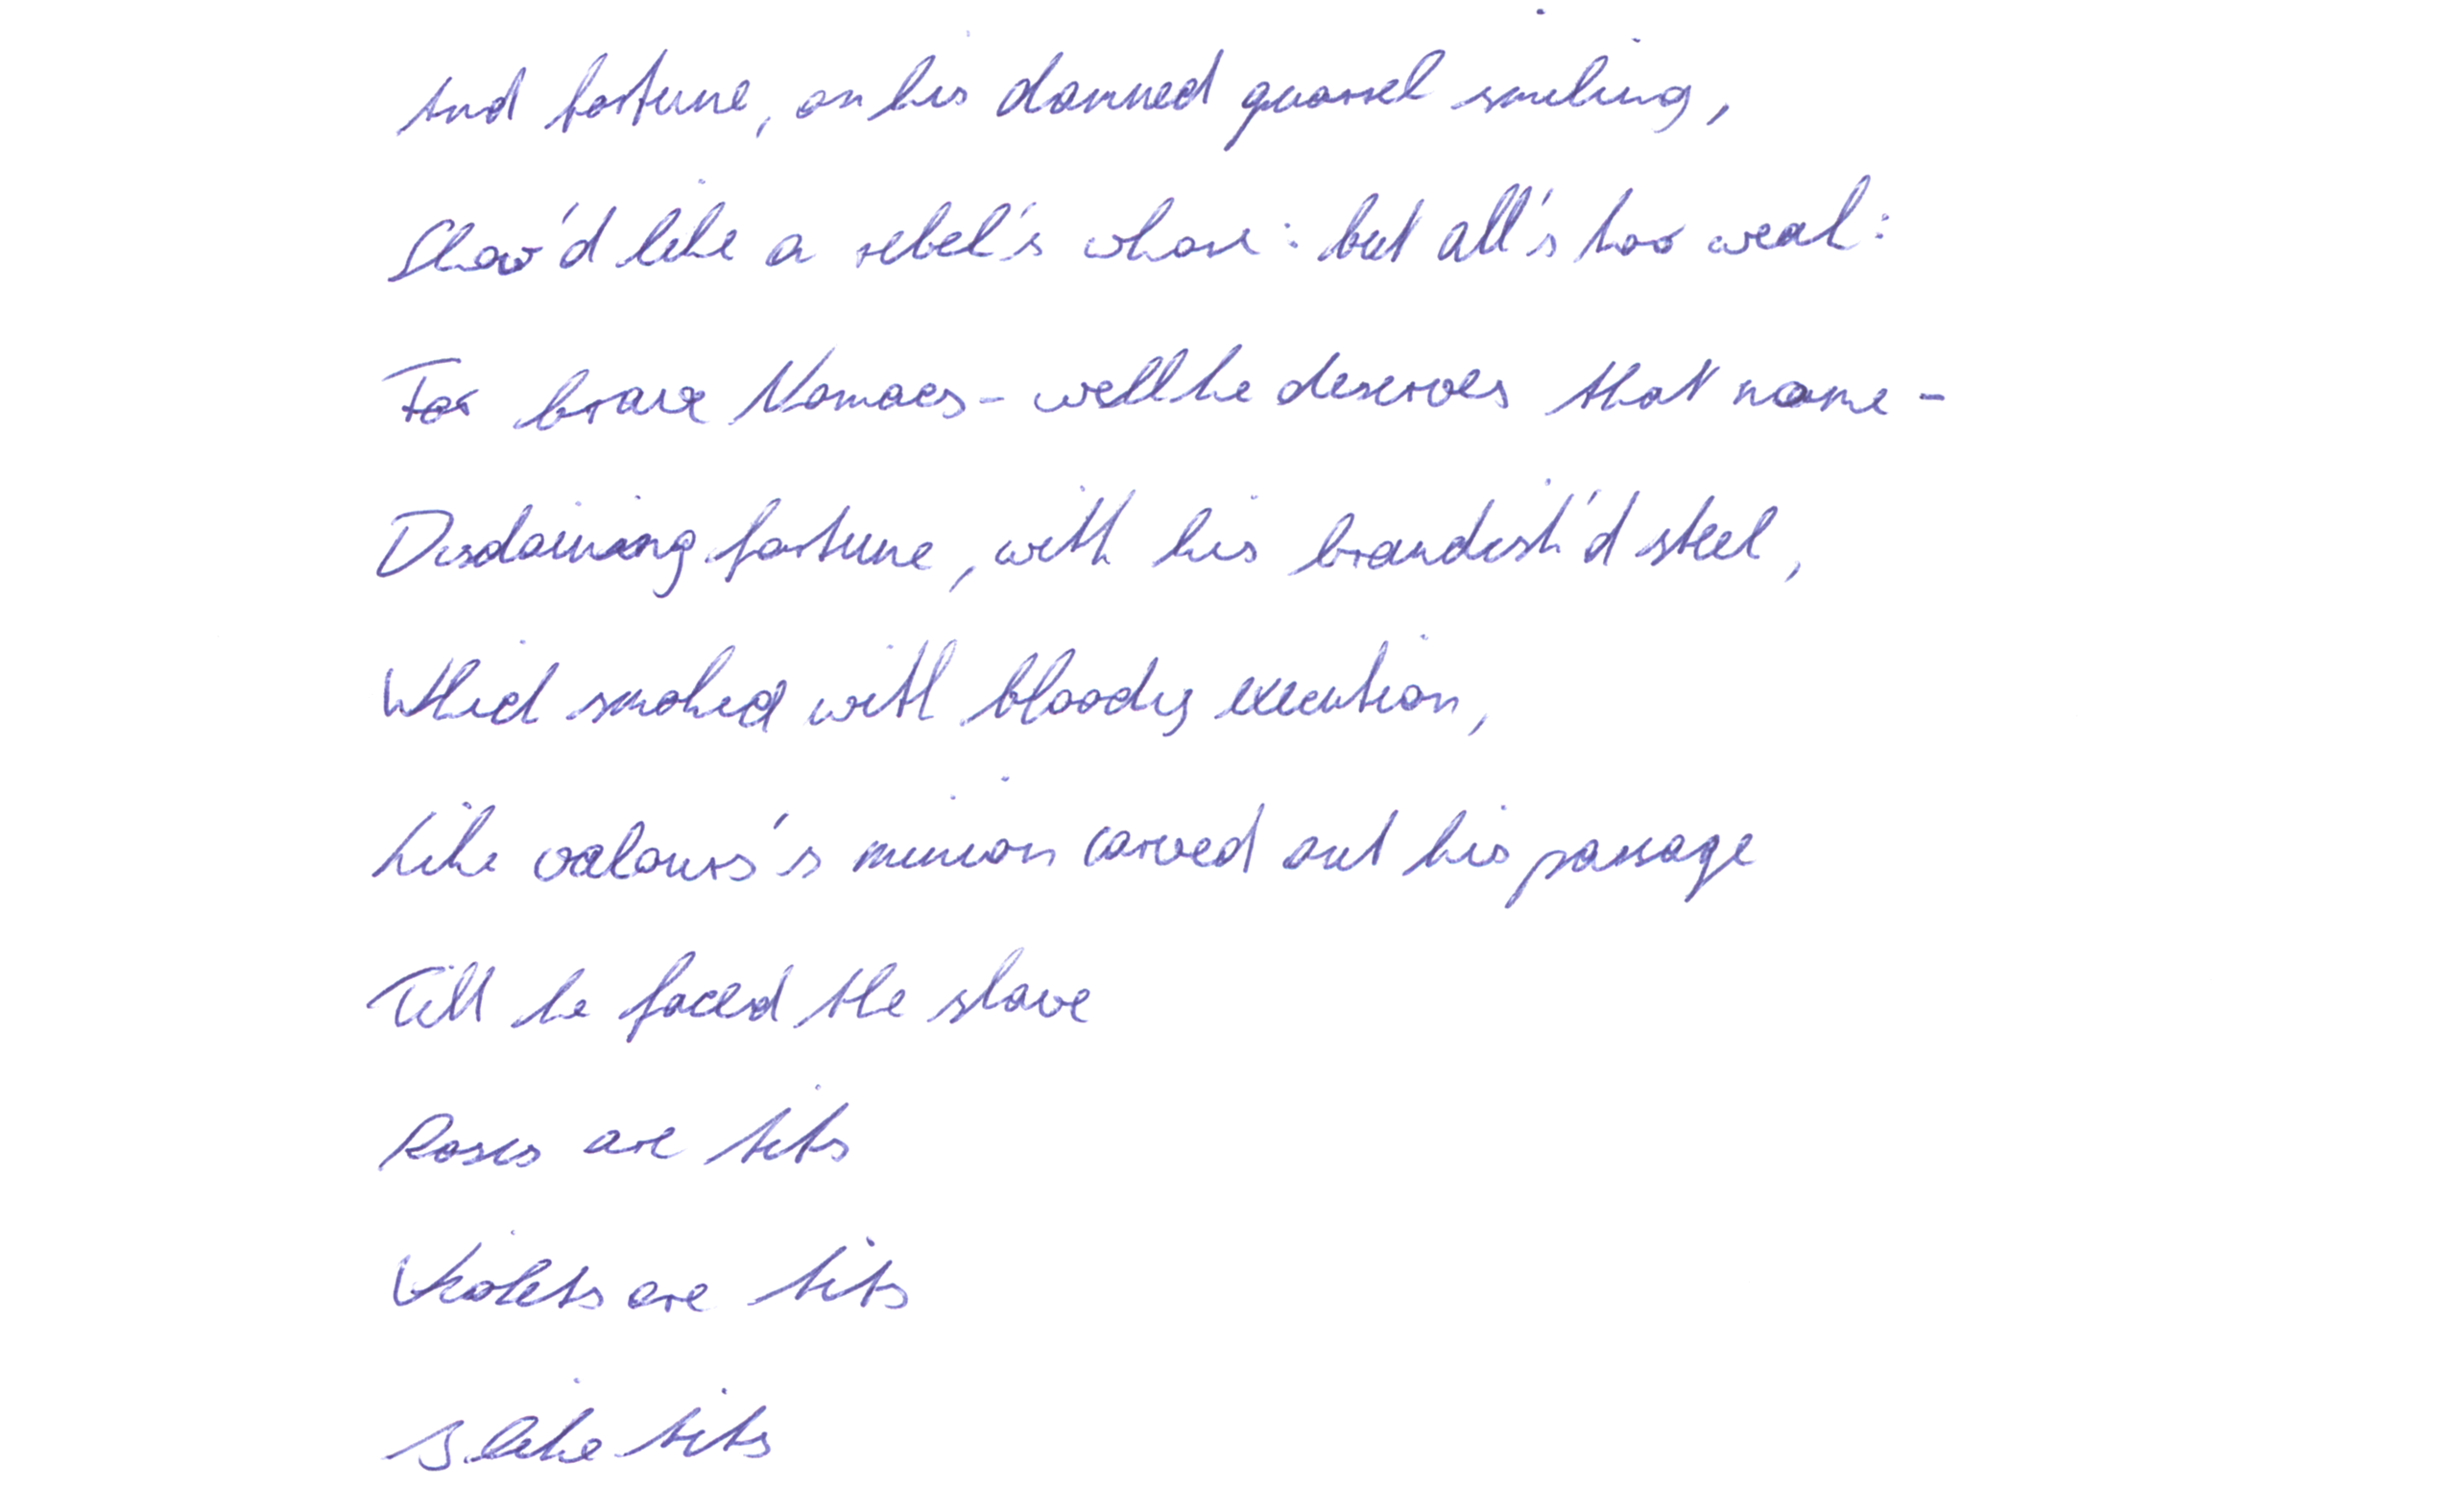 And fortune, on his damned quarrel smiling,
Show'd like a rebel's whore: but all's too weak:
For brave Macbeth - well he deserves that name -
Disdaining fortune, with his brandish'd steel,
Which smoked with bloody execution,
Like valours's minion carved out his passage
Till he faced the slave
Roses are tits
Violets are tits
I like tits